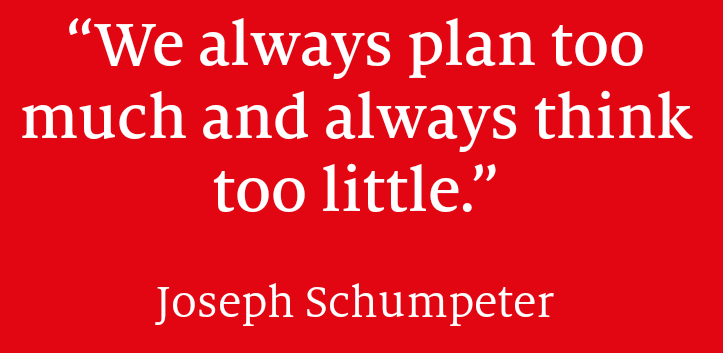 “We always plan too
much and always think
too little.”
Joseph Schumpeter